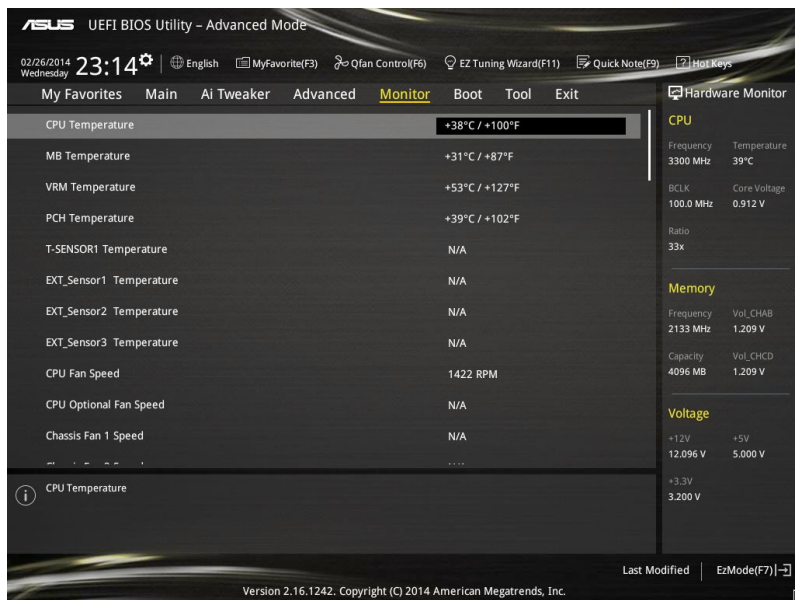 ASUS UEFI BIOS Utility – Advanced Mode
02/26/2014 Wednesday 23:14 English MyFavorite(F3) Qfan Control(F6) EZ Tuning Wizard(F11) Quick Note(F9) ? Hot Keys
My Favorites Main Ai Tweaker Advanced Monitor Boot Tool Exit
CPU Temperature +38°C / +100°F
MB Temperature +31°C / +87°F
VRM Temperature +53°C / +127°F
PCH Temperature +39°C / +102°F
T-SENSOR1 Temperature N/A
EXT_Sensor1 Temperature N/A
EXT_Sensor2 Temperature N/A
EXT_Sensor3 Temperature N/A
CPU Fan Speed 1422 RPM
CPU Optional Fan Speed N/A
Chassis Fan 1 Speed N/A
i CPU Temperature
Hardware Monitor
CPU
Frequency Temperature
3300 MHz 39°C
BCLK Core Voltage
100.0 MHz 0.912 V
Ratio
33x
Memory
Frequency Vol_CHAB
2133 MHz 1.209 V
Capacity Vol_CHCD
4096 MB 1.209 V
Voltage
+12V +5V
12.096 V 5.000 V
+3.3V
3.200 V
Last Modified EzMode(F7)
Version 2.16.1242. Copyright (C) 2014 American Megatrends, Inc.